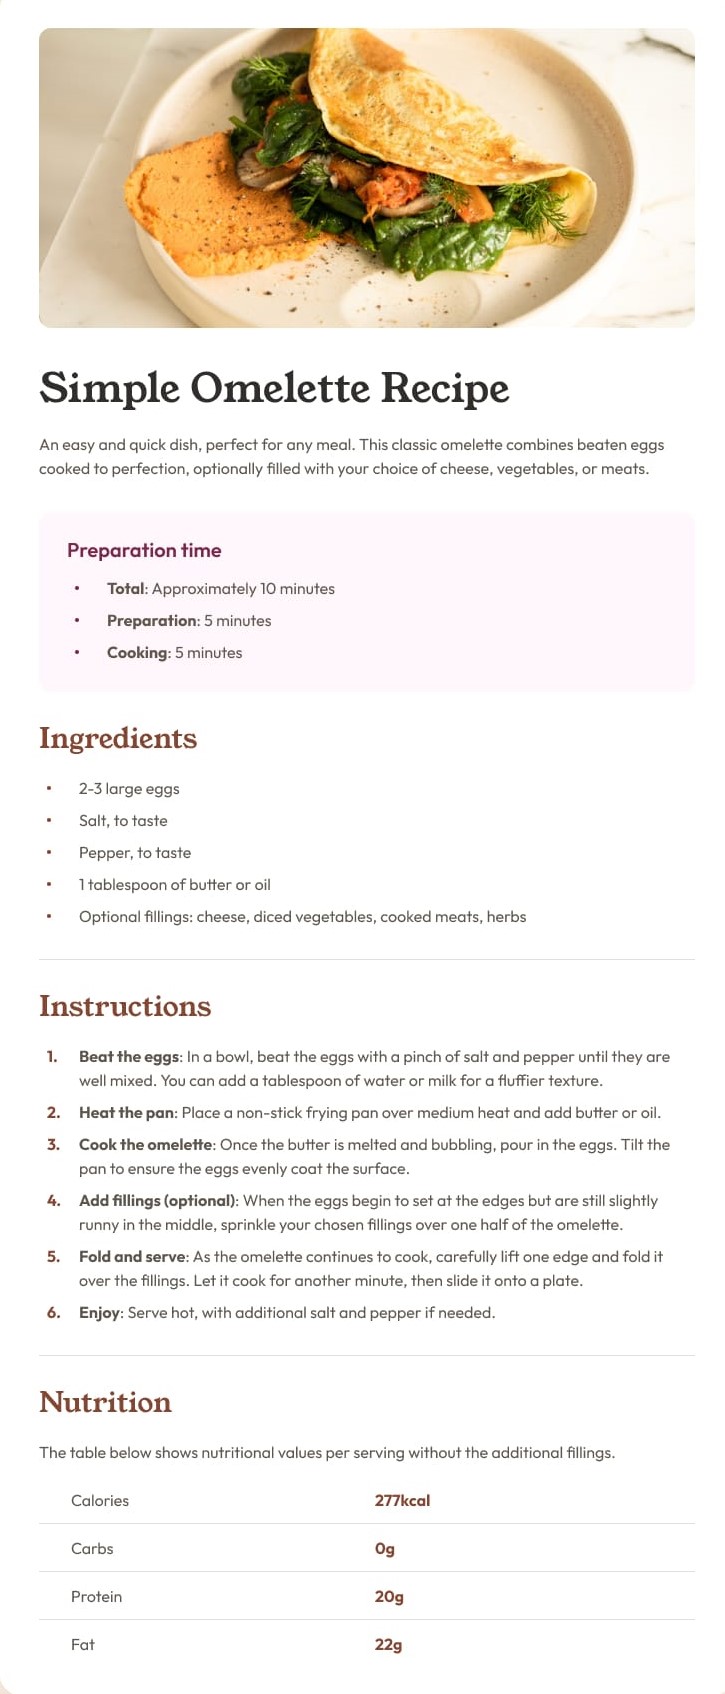 Simple Omelette Recipe
An easy and quick dish, perfect for any meal. This classic omelette combines beaten eggs
cooked to perfection, optionally filled with your choice of cheese, vegetables, or meats.
Preparation time
• Total: Approximately 10 minutes
• Preparation: 5 minutes
• Cooking: 5 minutes
Ingredients
• 2-3 large eggs
• Salt, to taste
• Pepper, to taste
• 1 tablespoon of butter or oil
• Optional fillings: cheese, diced vegetables, cooked meats, herbs
Instructions
1. Beat the eggs: In a bowl, beat the eggs with a pinch of salt and pepper until they are
well mixed. You can add a tablespoon of water or milk for a fluffier texture.
2. Heat the pan: Place a non-stick frying pan over medium heat and add butter or oil.
3. Cook the omelette: Once the butter is melted and bubbling, pour in the eggs. Tilt the
pan to ensure the eggs evenly coat the surface.
4. Add fillings (optional): When the eggs begin to set at the edges but are still slightly
runny in the middle, sprinkle your chosen fillings over one half of the omelette.
5. Fold and serve: As the omelette continues to cook, carefully lift one edge and fold it
over the fillings. Let it cook for another minute, then slide it onto a plate.
6. Enjoy: Serve hot, with additional salt and pepper if needed.
Nutrition
The table below shows nutritional values per serving without the additional fillings.
Calories 277kcal
Carbs 0g
Protein 20g
Fat 22g